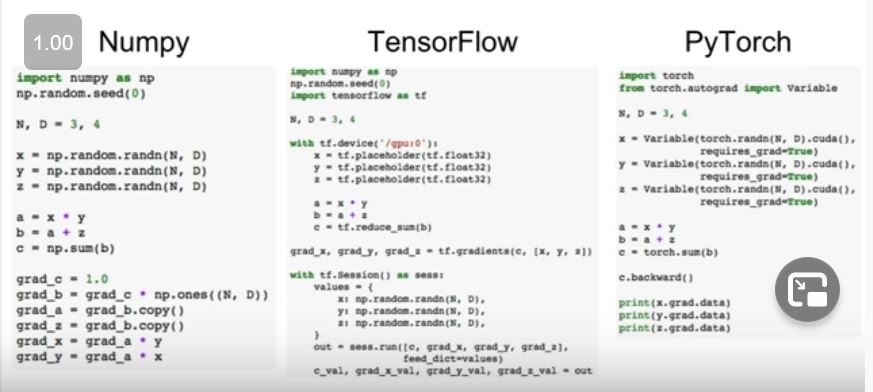 1.00
Numpy
import numpy as np
np.random.seed(0)
N, D = 3, 4
x = np.random.randn(N, D)
y = np.random.randn(N, D)
z = np.random.randn(N, D)
a = x * y
b = a + z
c = np.sum(b)
grad_c = 1.0
grad_b = grad_c * np.ones((N, D))
grad_a = grad_b.copy()
grad_z = grad_b.copy()
grad_x = grad_a * y
grad_y = grad_a * x
TensorFlow
import numpy as np
np.random.seed(0)
import tensorflow as tf
N, D = 3, 4
with tf.device('/gpu:0'):
x = tf.placeholder(tf.float32)
y = tf.placeholder(tf.float32)
z = tf.placeholder(tf.float32)
a = x * y
b = a + z
c = tf.reduce_sum(b)
grad_x, grad_y, grad_z = tf.gradients(c, [x, y, z])
with tf.Session() as sess:
values = {
x: np.random.randn(N, D),
y: np.random.randn(N, D),
z: np.random.randn(N, D),
}
out = sess.run([c, grad_x, grad_y, grad_z],
feed_dict=values)
c_val, grad_x_val, grad_y_val, grad_z_val = out
PyTorch
import torch
from torch.autograd import Variable
N, D = 3, 4
x = Variable(torch.randn(N, D).cuda(),
requires_grad=True)
y = Variable(torch.randn(N, D).cuda(),
requires_grad=True)
z = Variable(torch.randn(N, D).cuda(),
requires_grad=True)
a = x * y
b = a + z
c = torch.sum(b)
c.backward()
print(x.grad.data)
print(y.grad.data)
print(z.grad.data)